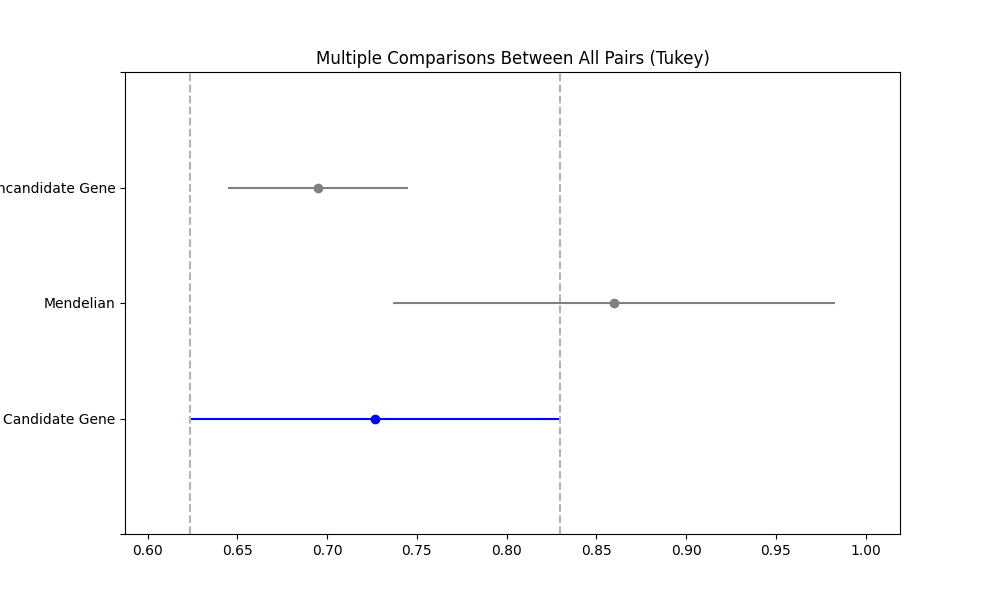 Multiple Comparisons Between All Pairs (Tukey)
ncandidate Gene
Mendelian
Candidate Gene
0.60 0.65 0.70 0.75 0.80 0.85 0.90 0.95 1.00